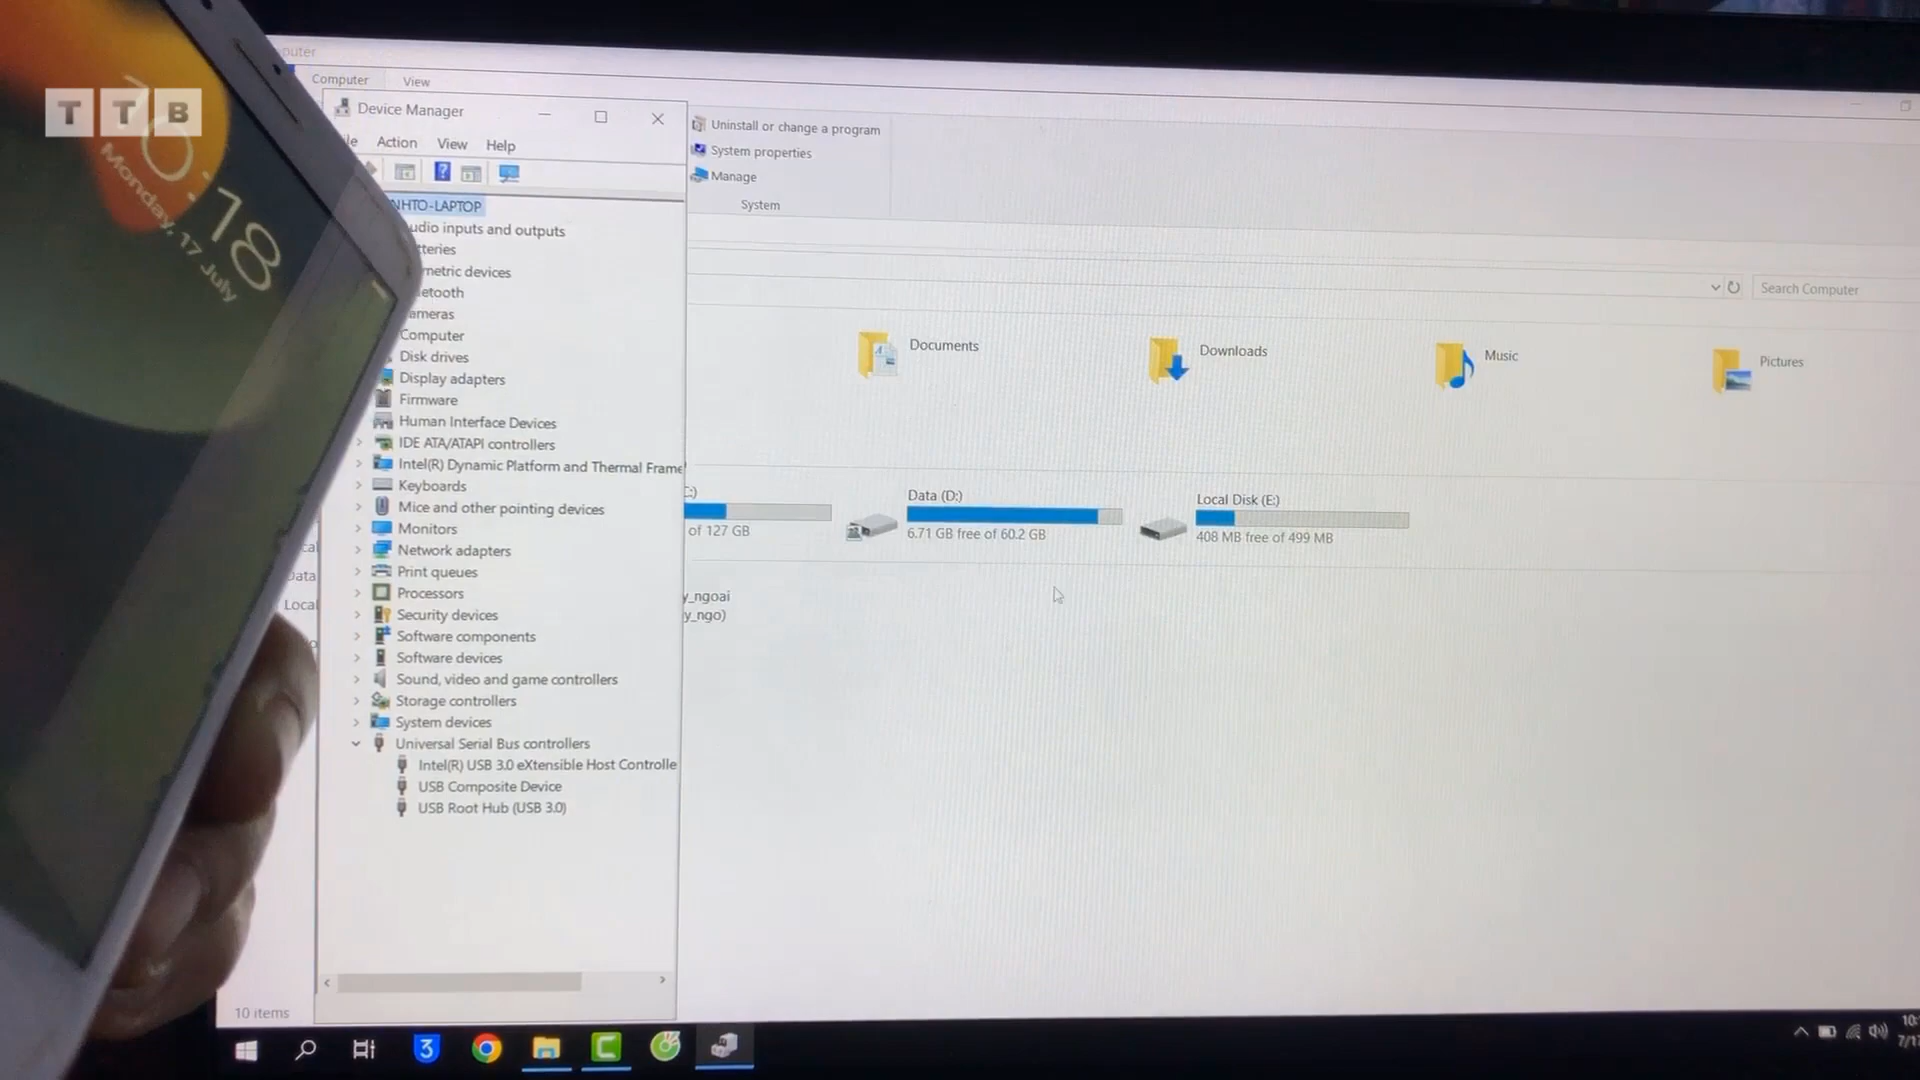 TTB
10:18
Monday, 17 July
puter
Computer View
Device Manager
Action View Help
NHTO-LAPTOP
udio inputs and outputs
tteries
metric devices
etooth
ameras
Computer
Disk drives
Display adapters
Firmware
Human Interface Devices
IDE ATA/ATAPI controllers
Intel(R) Dynamic Platform and Thermal Frame
Keyboards
Mice and other pointing devices
Monitors
Network adapters
Print queues
Processors
Security devices
Software components
Software devices
Sound, video and game controllers
Storage controllers
System devices
Universal Serial Bus controllers
Intel(R) USB 3.0 eXtensible Host Controlle
USB Composite Device
USB Root Hub (USB 3.0)
Uninstall or change a program
System properties
Manage
System
Search Computer
Documents
Downloads
Music
Pictures
C:)
of 127 GB
Data (D:)
6.71 GB free of 60.2 GB
Local Disk (E:)
408 MB free of 499 MB
y_ngoai
y_ngo)
Data
Local
10 items